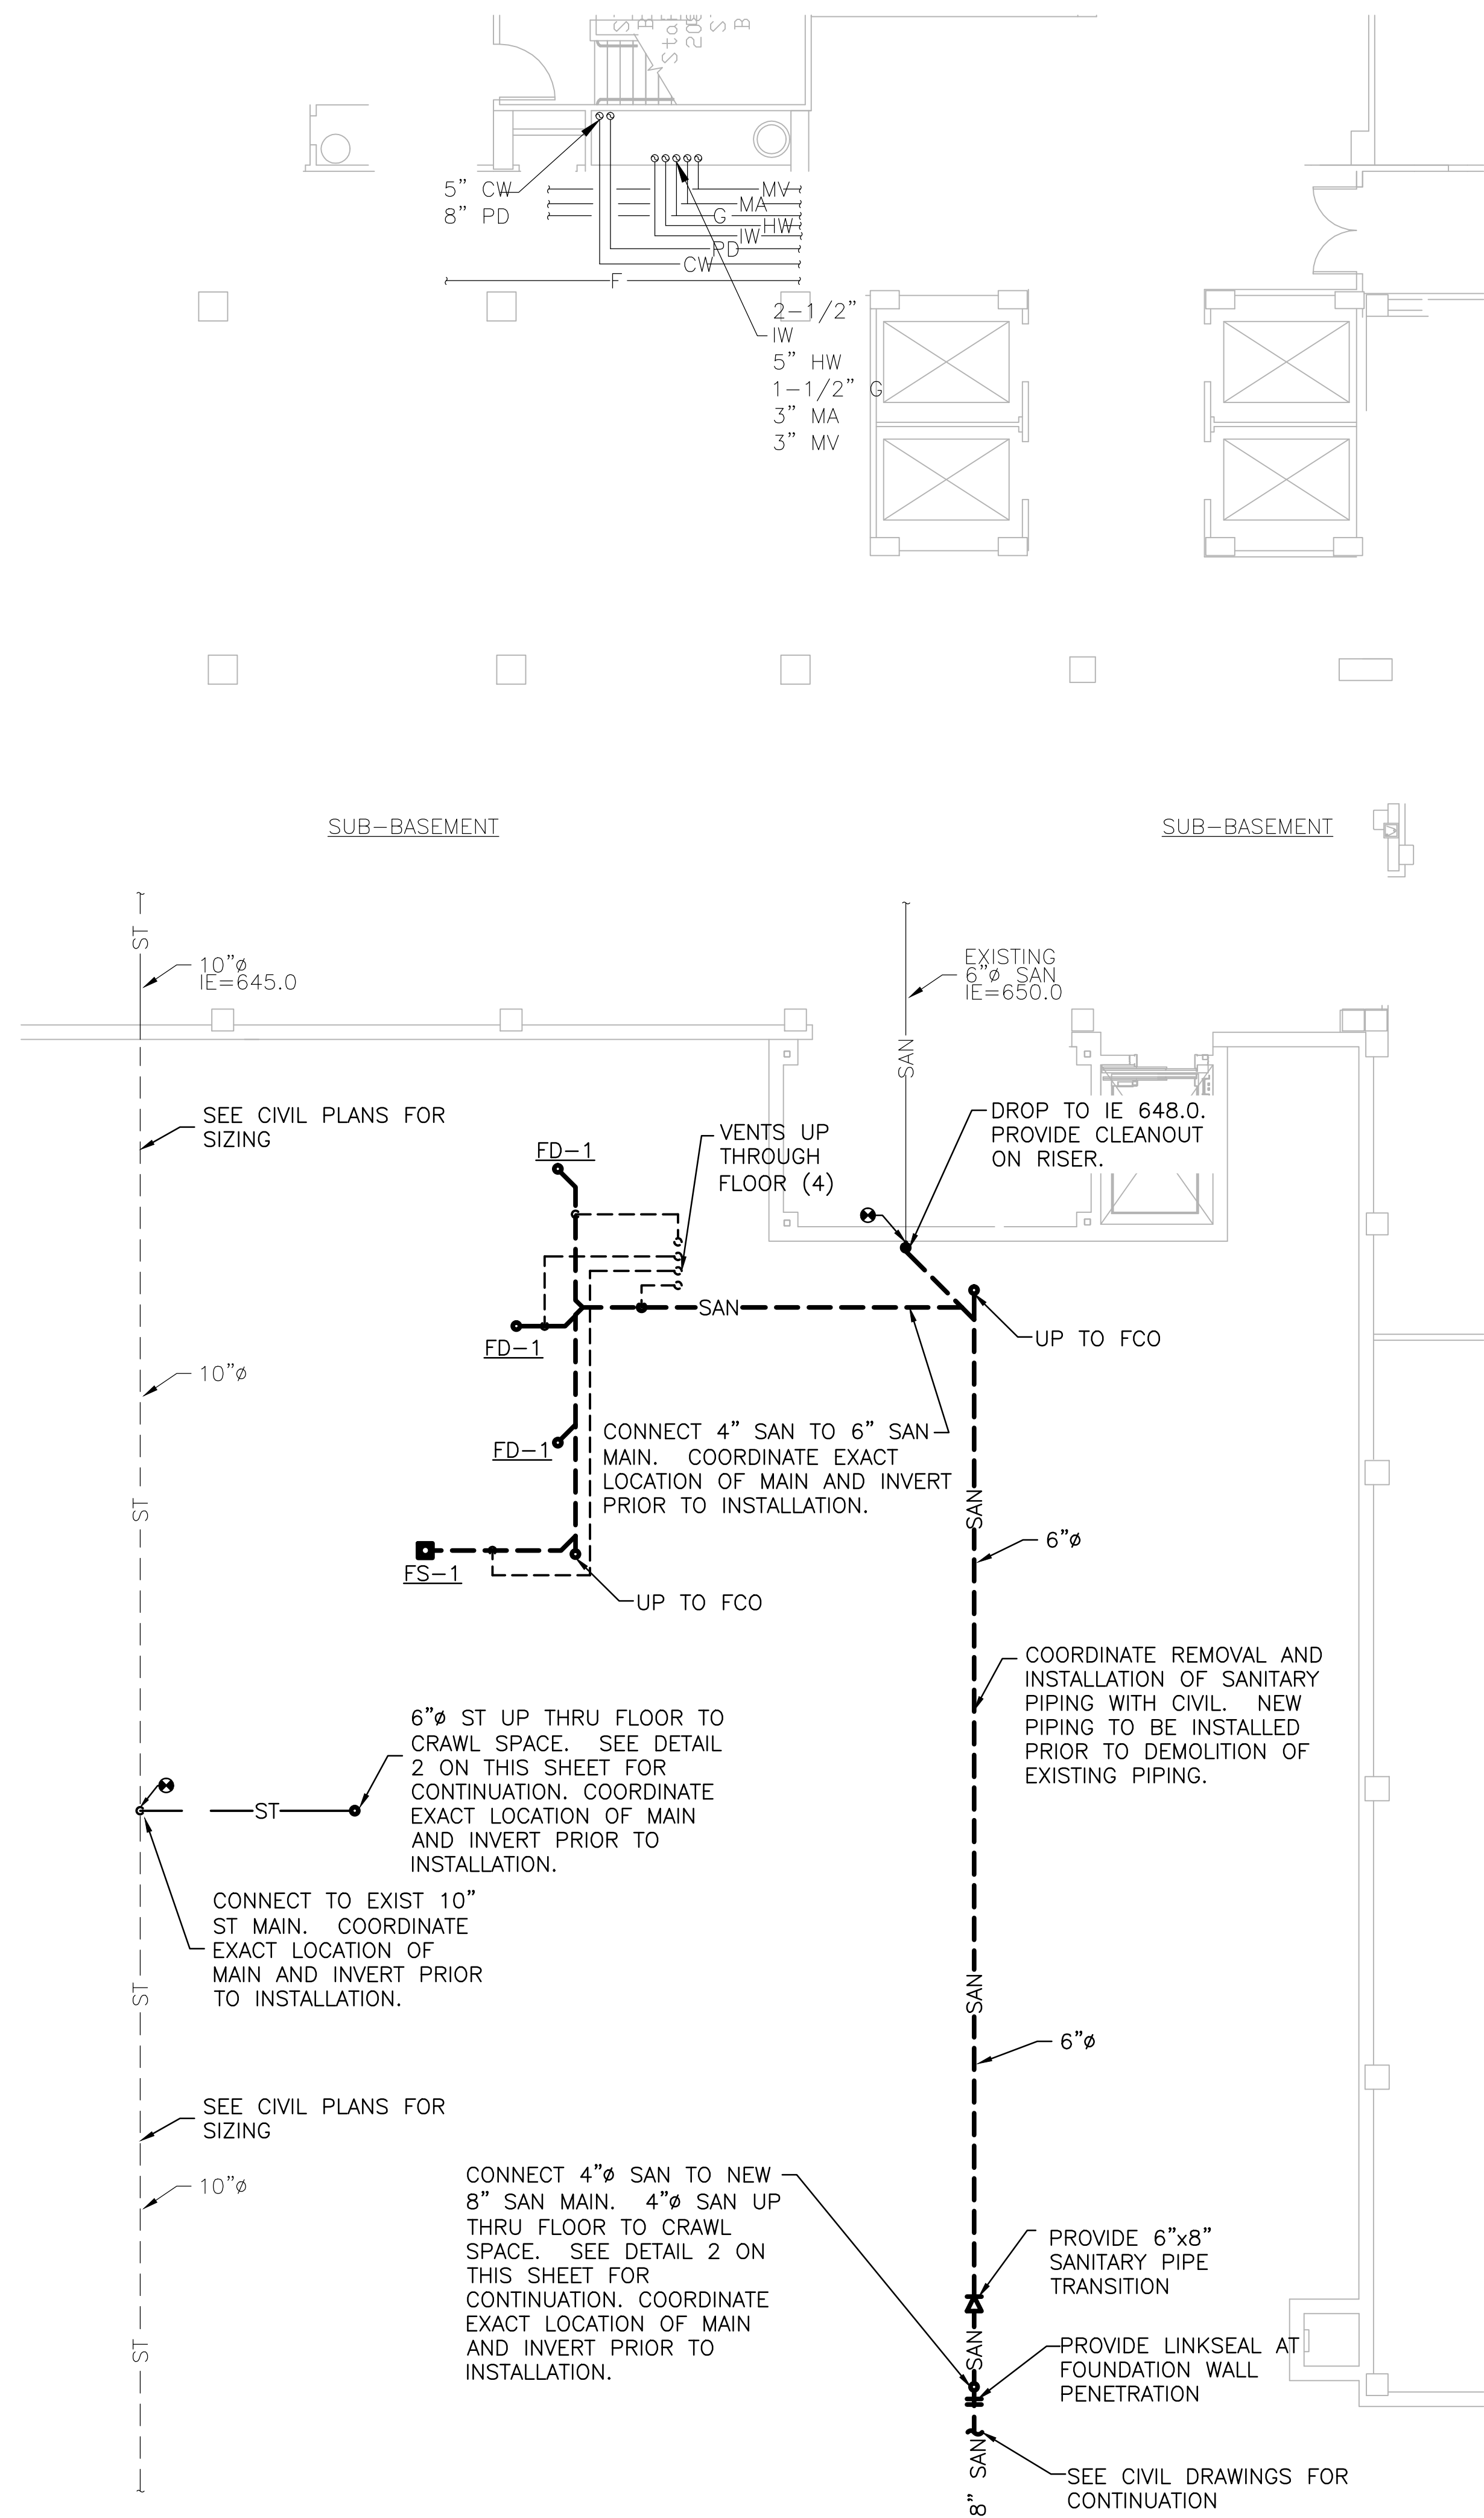 Sta
5" CW
8" PD
MV
MA
G
HW
IW
PD
CW
F
2-1/2"
IW
5" HW
1-1/2" G
3" MA
3" MV
SUB-BASEMENT
SUB-BASEMENT
ST
10"ø
IE=645.0
EXISTING
6"ø SAN
IE=650.0
SAN
SEE CIVIL PLANS FOR
SIZING
FD-1
VENTS UP
THROUGH
FLOOR (4)
DROP TO IE 648.0.
PROVIDE CLEANOUT
ON RISER.
SAN
UP TO FCO
FD-1
10"ø
CONNECT 4" SAN TO 6" SAN
MAIN. COORDINATE EXACT
LOCATION OF MAIN AND INVERT
PRIOR TO INSTALLATION.
FD-1
ST
SAN
6"ø
FS-1
UP TO FCO
COORDINATE REMOVAL AND
INSTALLATION OF SANITARY
PIPING WITH CIVIL. NEW
PIPING TO BE INSTALLED
PRIOR TO DEMOLITION OF
EXISTING PIPING.
6"ø ST UP THRU FLOOR TO
CRAWL SPACE. SEE DETAIL
2 ON THIS SHEET FOR
CONTINUATION. COORDINATE
EXACT LOCATION OF MAIN
AND INVERT PRIOR TO
INSTALLATION.
ST
CONNECT TO EXIST 10"
ST MAIN. COORDINATE
EXACT LOCATION OF
MAIN AND INVERT PRIOR
TO INSTALLATION.
ST
SAN
6"ø
SEE CIVIL PLANS FOR
SIZING
10"ø
CONNECT 4"ø SAN TO NEW
8" SAN MAIN. 4"ø SAN UP
THRU FLOOR TO CRAWL
SPACE. SEE DETAIL 2 ON
THIS SHEET FOR
CONTINUATION. COORDINATE
EXACT LOCATION OF MAIN
AND INVERT PRIOR TO
INSTALLATION.
PROVIDE 6"x8"
SANITARY PIPE
TRANSITION
ST
SAN
PROVIDE LINKSEAL AT
FOUNDATION WALL
PENETRATION
8" SAN
SEE CIVIL DRAWINGS FOR
CONTINUATION